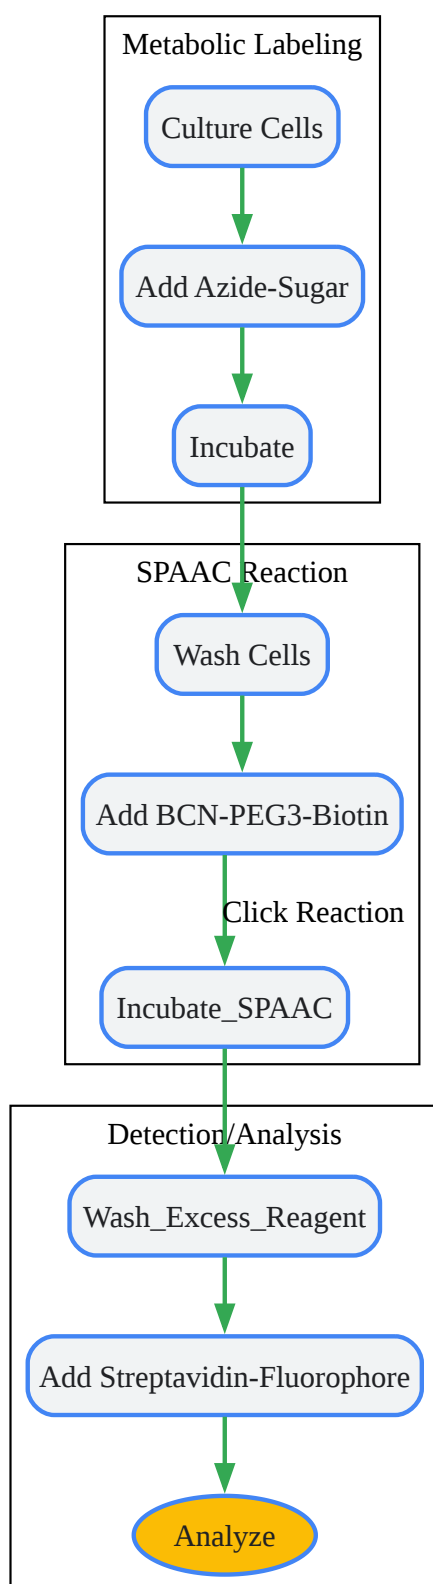 Metabolic Labeling
Culture Cells
Add Azide-Sugar
Incubate
SPAAC Reaction
Wash Cells
Add BCN-PEG3-Biotin
Click Reaction
Incubate_SPAAC
Detection/Analysis
Wash_Excess_Reagent
Add Streptavidin-Fluorophore
Analyze